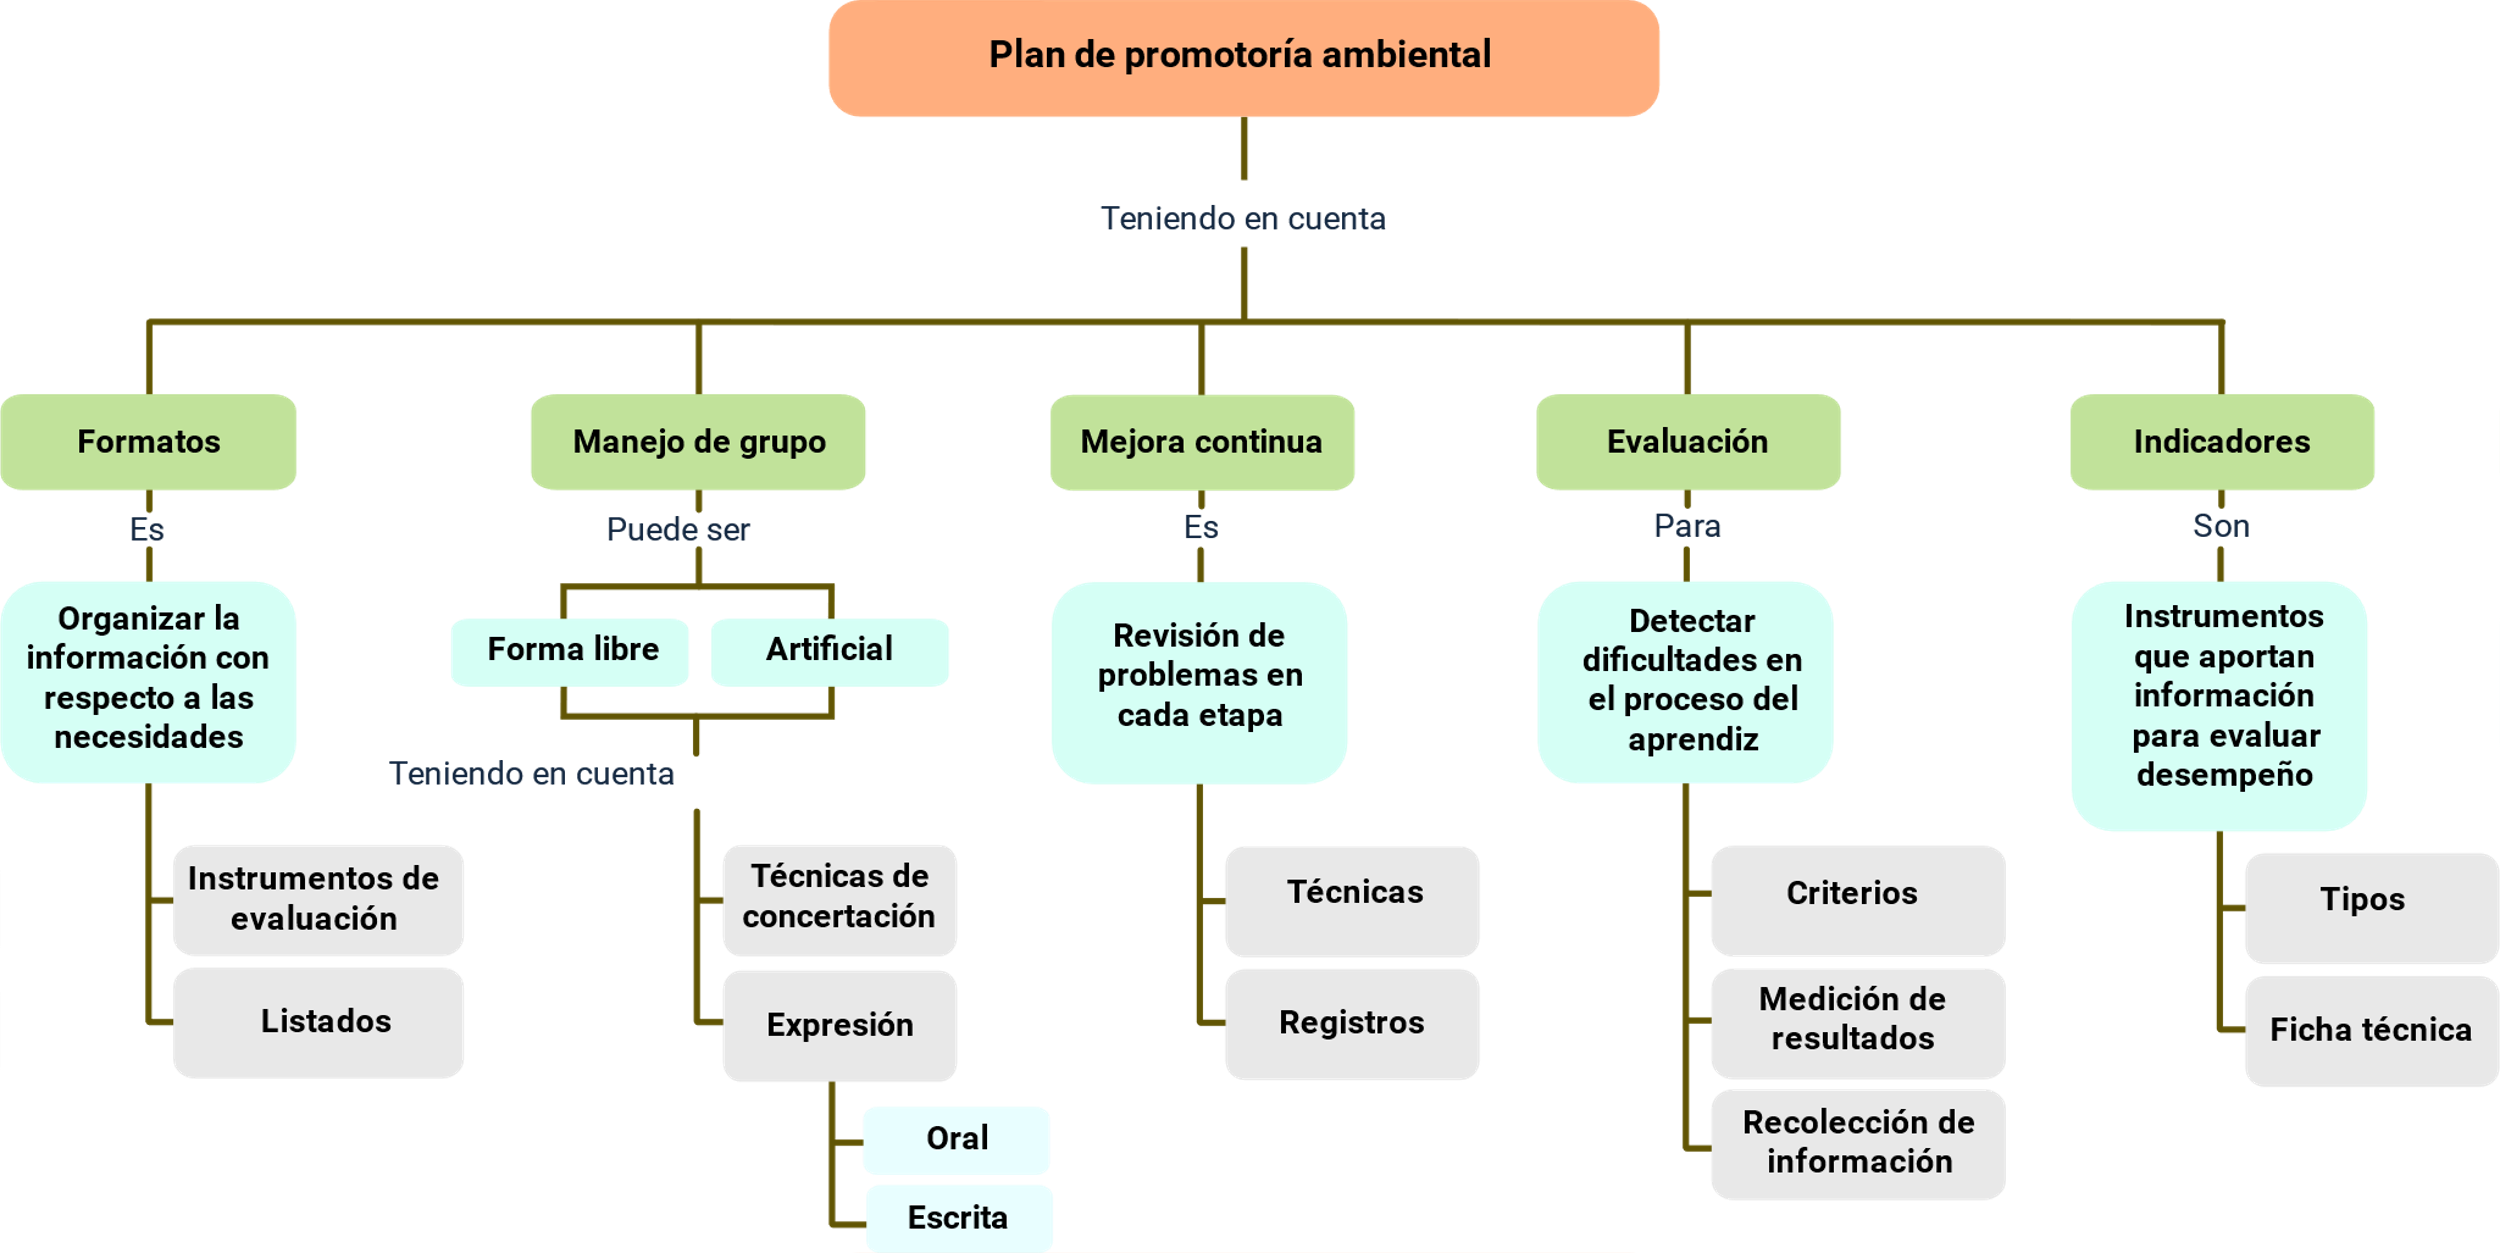 Plan de promotoría ambiental
Teniendo en cuenta
Formatos
Es
Organizar la
información con
respecto a las
necesidades
Instrumentos de
evaluación
Listados
Manejo de grupo
Puede ser
Forma libre
Artificial
Teniendo en cuenta
Técnicas de
concertación
Expresión
Oral
Escrita
Mejora continua
Es
Revisión de
problemas en
cada etapa
Técnicas
Registros
Evaluación
Para
Detectar
dificultades en
el proceso del
aprendiz
Criterios
Medición de
resultados
Recolección de
información
Indicadores
Son
Instrumentos
que aportan
información
para evaluar
desempeño
Tipos
Ficha técnica